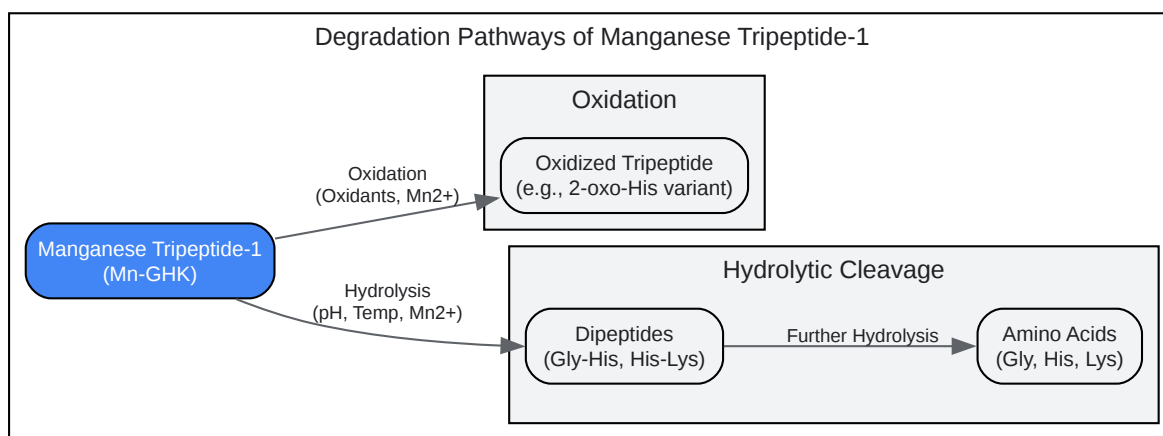 Degradation Pathways of Manganese Tripeptide-1
Oxidation
Oxidized Tripeptide
(e.g., 2-oxo-His variant)
Oxidation
(Oxidants, Mn2+)
Manganese Tripeptide-1
(Mn-GHK)
Hydrolysis
(pH, Temp, Mn2+)
Hydrolytic Cleavage
Dipeptides
(Gly-His, His-Lys)
Further Hydrolysis
Amino Acids
(Gly, His, Lys)